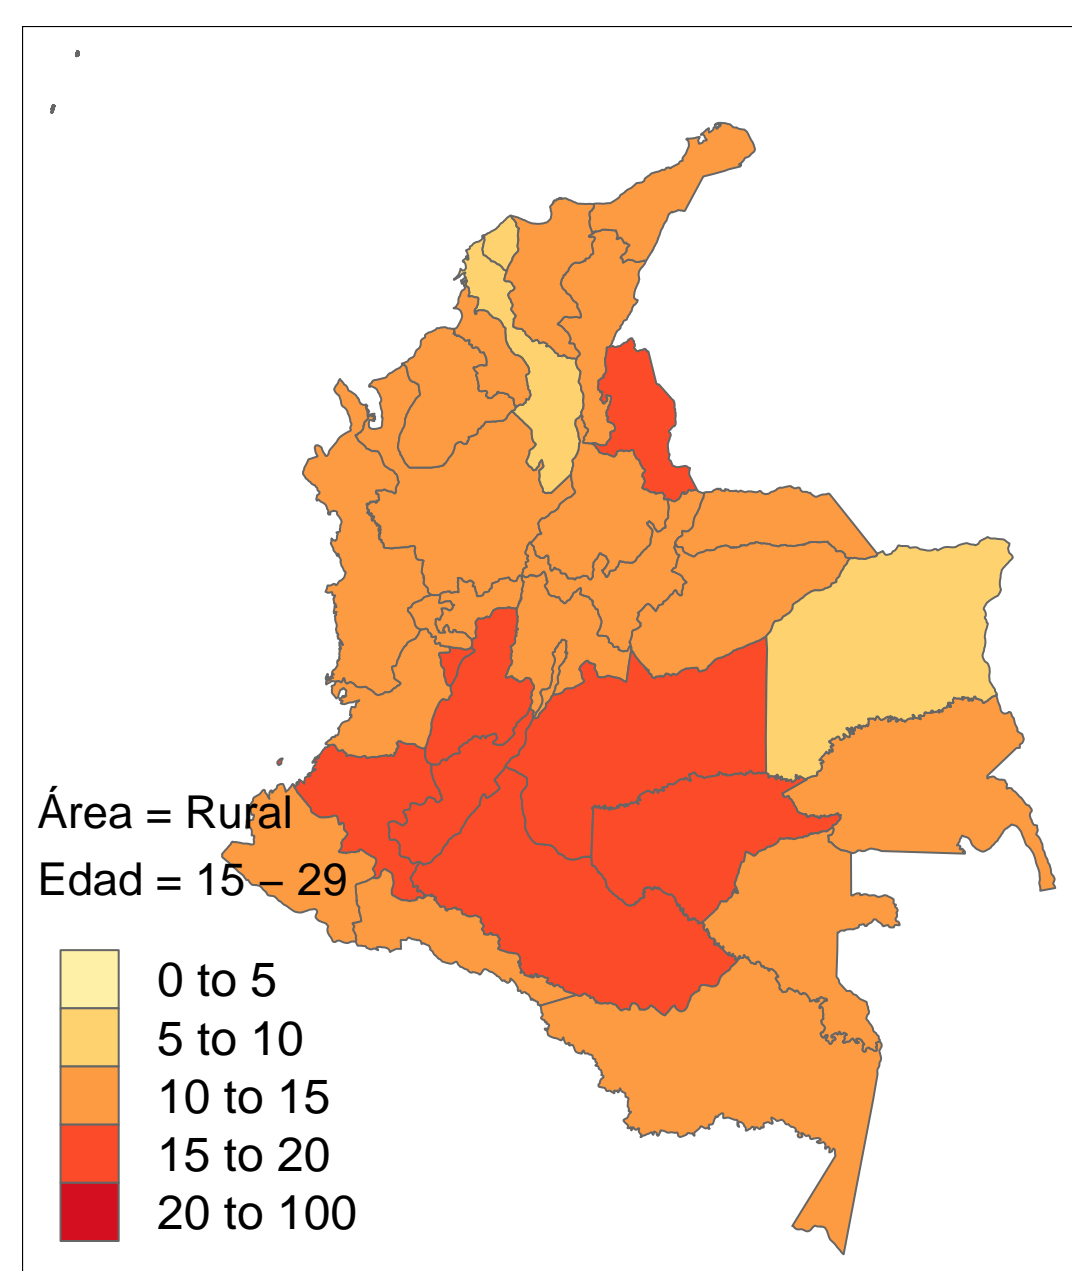 Área = Rural
Edad = 15 – 29
0 to 5
5 to 10
10 to 15
15 to 20
20 to 100